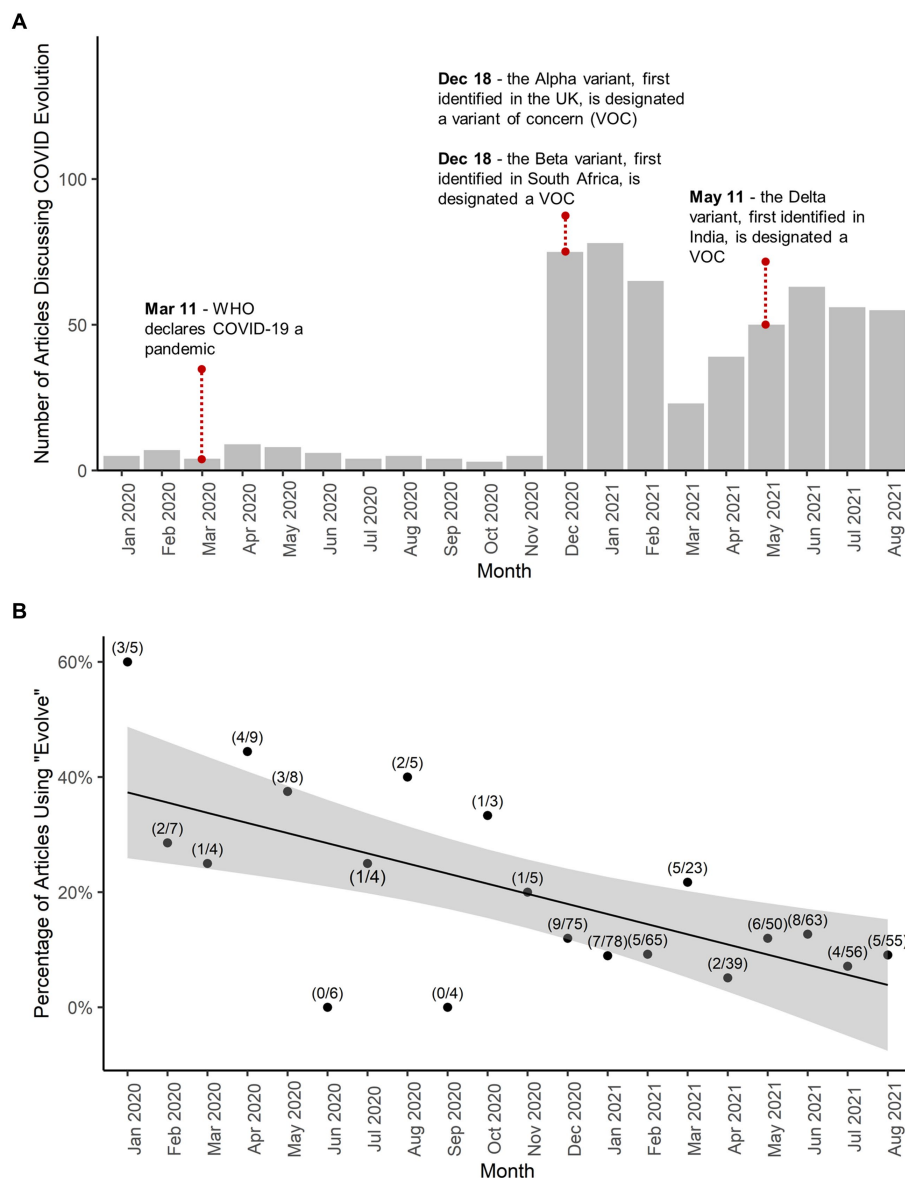 A
Number of Articles Discussing COVID Evolution
100
50
0
Mar 11 - WHO
declares COVID-19 a
pandemic
Dec 18 - the Alpha variant, first
identified in the UK, is designated
a variant of concern (VOC)
Dec 18 - the Beta variant, first
identified in South Africa, is
designated a VOC
May 11 - the Delta
variant, first identified in
India, is designated a
VOC
Jan 2020
Feb 2020
Mar 2020
Apr 2020
May 2020
Jun 2020
Jul 2020
Aug 2020
Sep 2020
Oct 2020
Nov 2020
Dec 2020
Jan 2021
Feb 2021
Mar 2021
Apr 2021
May 2021
Jun 2021
Jul 2021
Aug 2021
Month
B
Percentage of Articles Using "Evolve"
60%
40%
20%
0%
(3/5)
(2/7)
(1/4)
(4/9)
(3/8)
(0/6)
(1/4)
(2/5)
(0/4)
(1/3)
(1/5)
(9/75)
(7/78)
(5/65)
(5/23)
(2/39)
(6/50)
(8/63)
(4/56)
(5/55)
Jan 2020
Feb 2020
Mar 2020
Apr 2020
May 2020
Jun 2020
Jul 2020
Aug 2020
Sep 2020
Oct 2020
Nov 2020
Dec 2020
Jan 2021
Feb 2021
Mar 2021
Apr 2021
May 2021
Jun 2021
Jul 2021
Aug 2021
Month